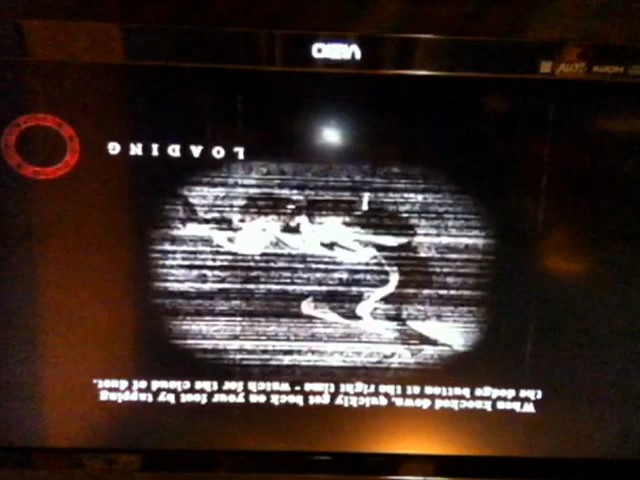 When knocked down, quickly get back on your feet by tapping
the dodge button at the right time - watch for the cloud of dust.
LOADING
VIZIO